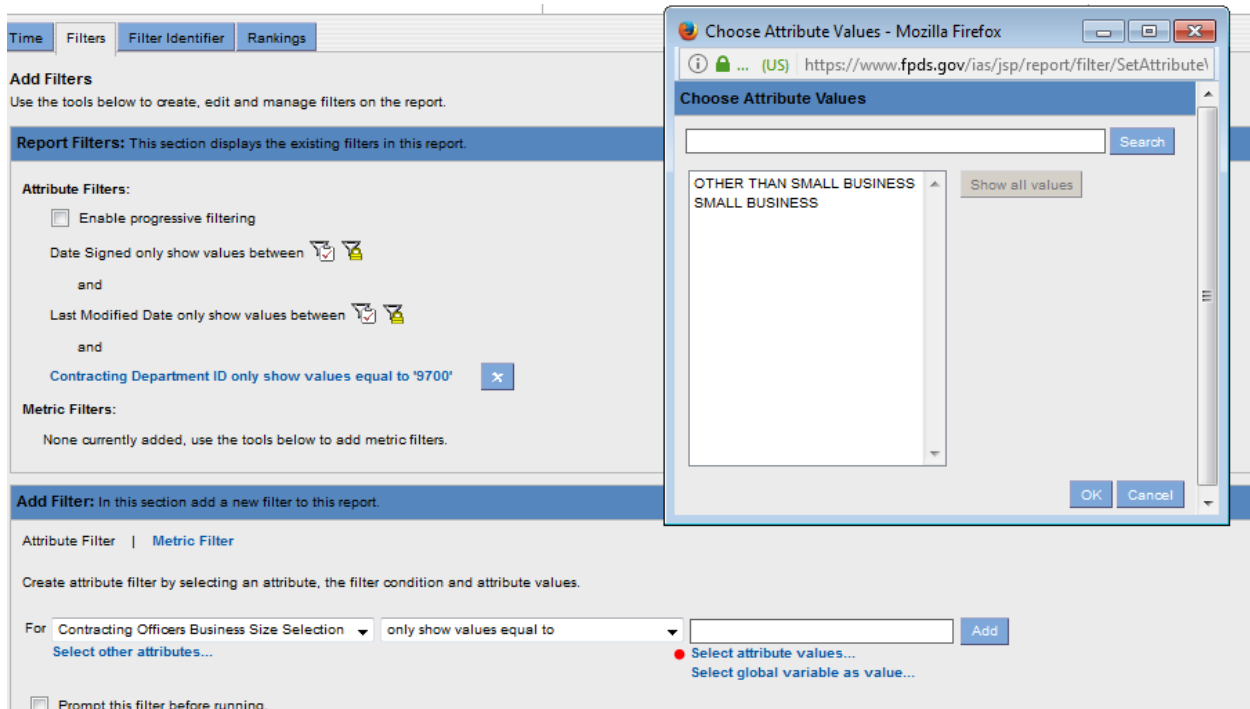 Time Filters Filter Identifier Rankings
Add Filters
Use the tools below to create, edit and manage filters on the report.
Report Filters: This section displays the existing filters in this report.
Attribute Filters:
Enable progressive filtering
Date Signed only show values between
and
Last Modified Date only show values between
and
Contracting Department ID only show values equal to '9700'
Metric Filters:
None currently added, use the tools below to add metric filters.
Add Filter: In this section add a new filter to this report.
Attribute Filter | Metric Filter
Create attribute filter by selecting an attribute, the filter condition and attribute values.
For Contracting Officers Business Size Selection only show values equal to Add
Select other attributes...
Select attribute values...
Select global variable as value...
Prompt this filter before running.
Choose Attribute Values - Mozilla Firefox
... (US) https://www.fpds.gov/ias/jsp/report/filter/SetAttribute
Choose Attribute Values
Search
OTHER THAN SMALL BUSINESS
SMALL BUSINESS
Show all values
OK Cancel